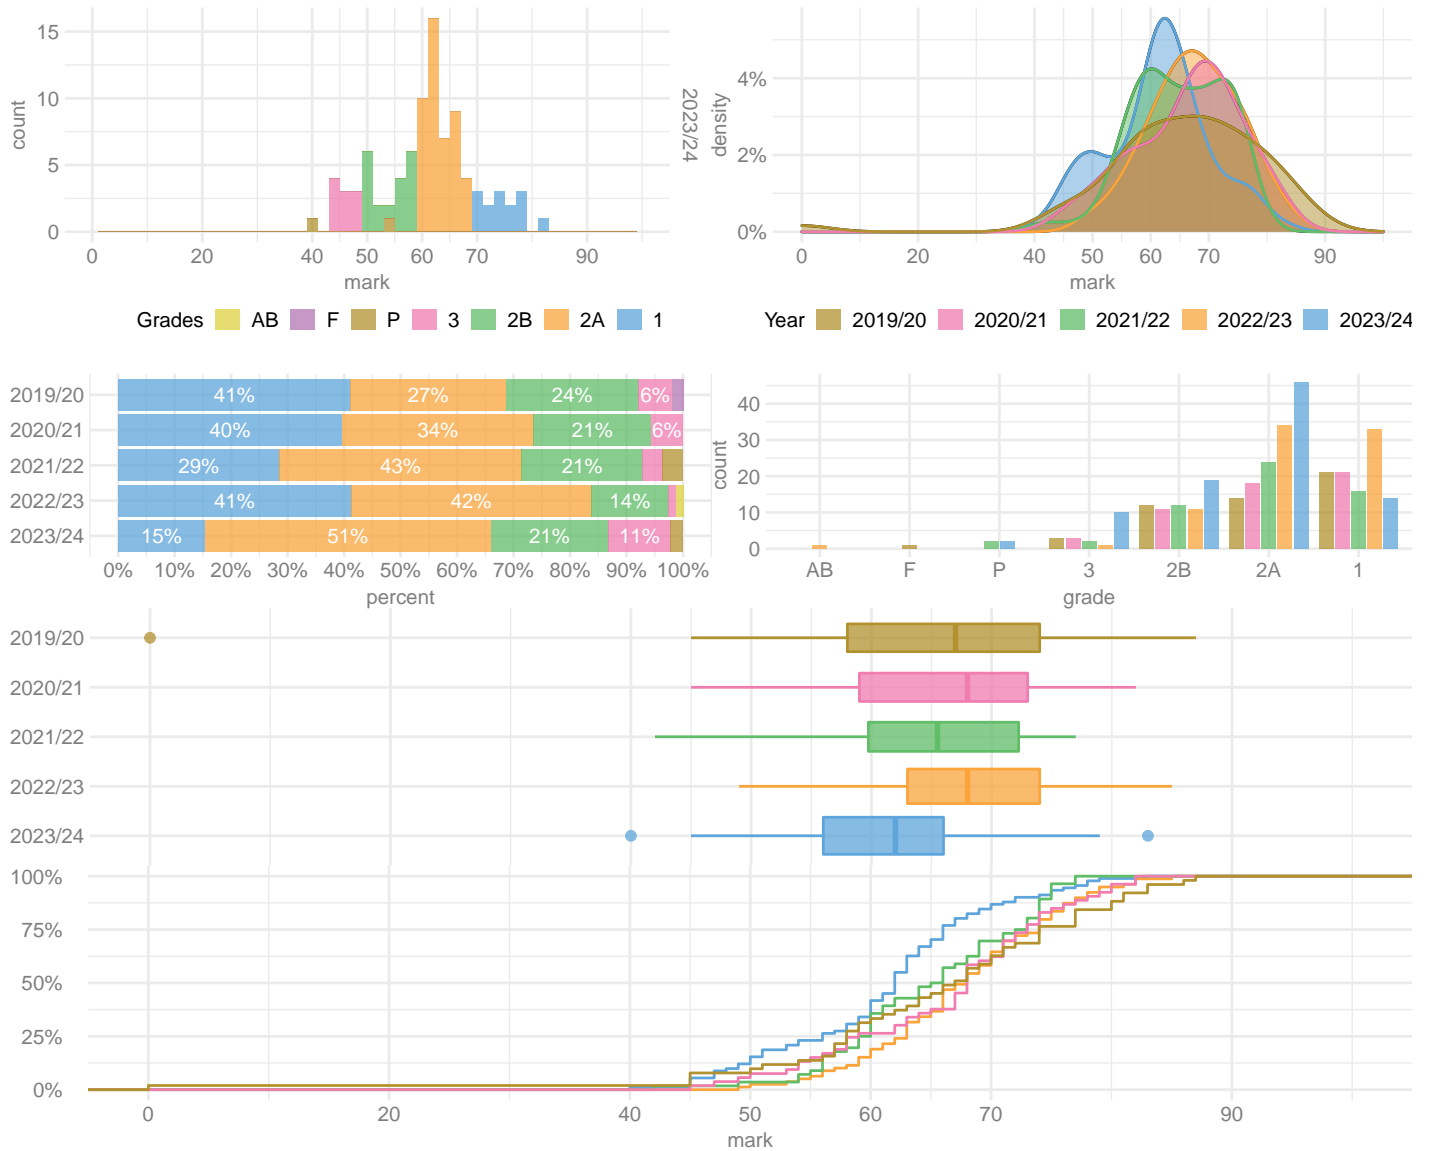 15
10
5
0
count
0 20 40 50 60 70 90
mark
2023/24
4%
2%
0%
density
0 20 40 50 60 70 90
mark
Grades AB F P 3 2B 2A 1
Year 2019/20 2020/21 2021/22 2022/23 2023/24
2019/20 41% 27% 24% 6%
2020/21 40% 34% 21% 6%
2021/22 29% 43% 21%
2022/23 41% 42% 14%
2023/24 15% 51% 21% 11%
0% 10% 20% 30% 40% 50% 60% 70% 80% 90% 100%
percent
40
30
20
10
0
count
AB F P 3 2B 2A 1
grade
2019/20
2020/21
2021/22
2022/23
2023/24
100%
75%
50%
25%
0%
0 20 40 50 60 70 90
mark